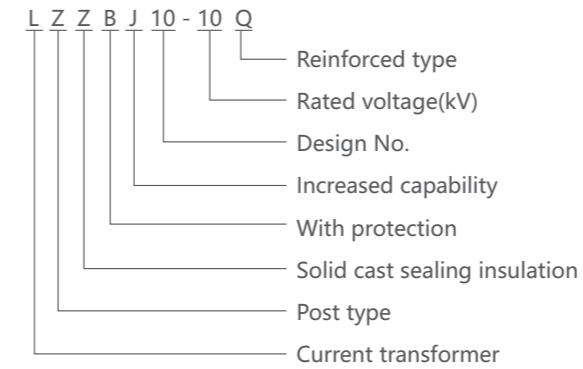 L Z Z B J 10 - 10 Q
Reinforced type
Rated voltage(kV)
Design No.
Increased capability
With protection
Solid cast sealing insulation
Post type
Current transformer